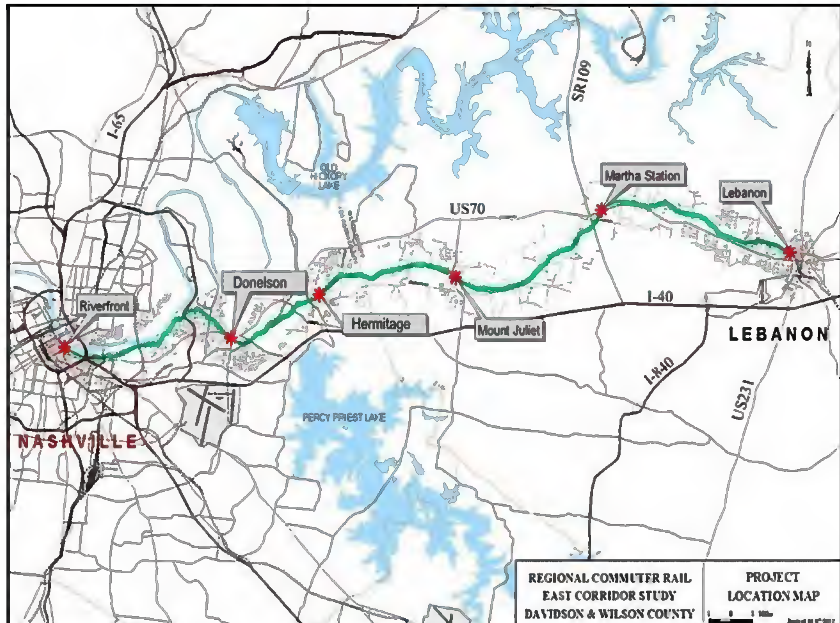 I-65
SR109
OLD
HICKORY
LAKE
Martha Station
US70
Lebanon
Donelson
Riverfront
Hermitage
Mount Juliet
I-40
LEBANON
I-840
US231
PERCY PRIEST LAKE
NASHVILLE
REGIONAL COMMUTER RAIL
EAST CORRIDOR STUDY
DAVIDSON & WILSON COUNTY
PROJECT
LOCATION MAP